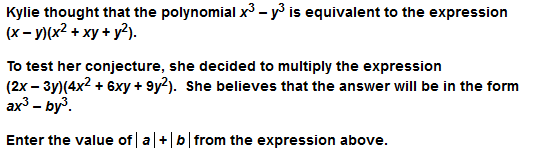 Kylie thought that the polynomial x³ – y³ is equivalent to the expression
(x – y)(x² + xy + y²).
To test her conjecture, she decided to multiply the expression
(2x – 3y)(4x² + 6xy + 9y²). She believes that the answer will be in the form
ax³ – by³.
Enter the value of | a | + | b | from the expression above.